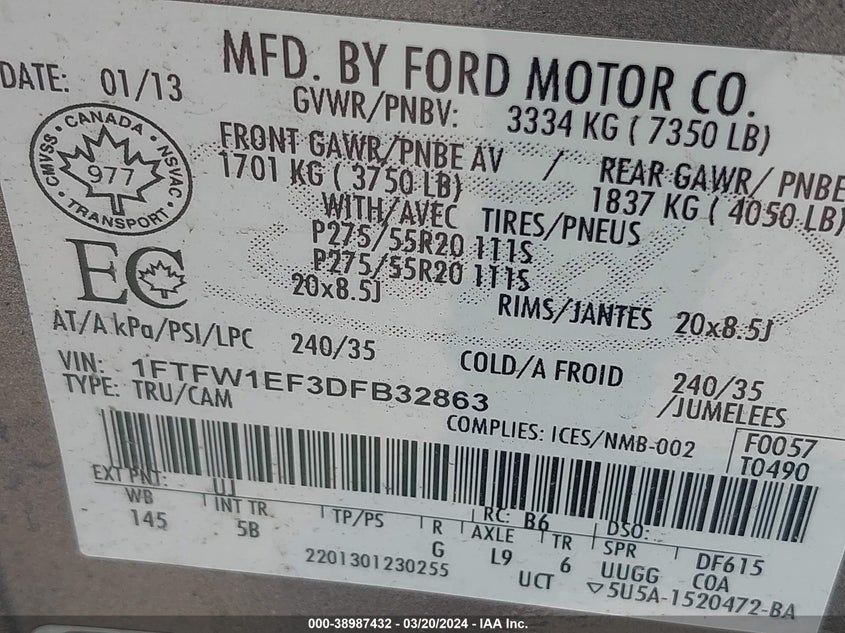 MFD. BY FORD MOTOR CO.
DATE: 01/13
GVWR/PNBV: 3334 KG ( 7350 LB)
CMVSS • CANADA • NSVAC • TRANSPORT •
977
FRONT GAWR/PNBE AV / REAR GAWR/ PNBE
1701 KG ( 3750 LB) 1837 KG ( 4050 LB)
WITH/AVEC TIRES/PNEUS
P275/55R20 111S
P275/55R20 111S
EC
20x8.5J RIMS/JANTES 20x8.5J
AT/A kPa/PSI/LPC 240/35 COLD/A FROID 240/35
VIN: 1FTFW1EF3DFB32863 /JUMELEES
TYPE: TRU/CAM
COMPLIES: ICES/NMB-002
F0057
T0490
EXT PNT: UJ RC: B6 DSO:
WB INT TR. TP/PS R AXLE TR SPR DF615
145 5B G L9 6 UUGG C0A
2201301230255 UCT 5U5A-1520472-BA
000-38987432 - 03/20/2024 - IAA Inc.